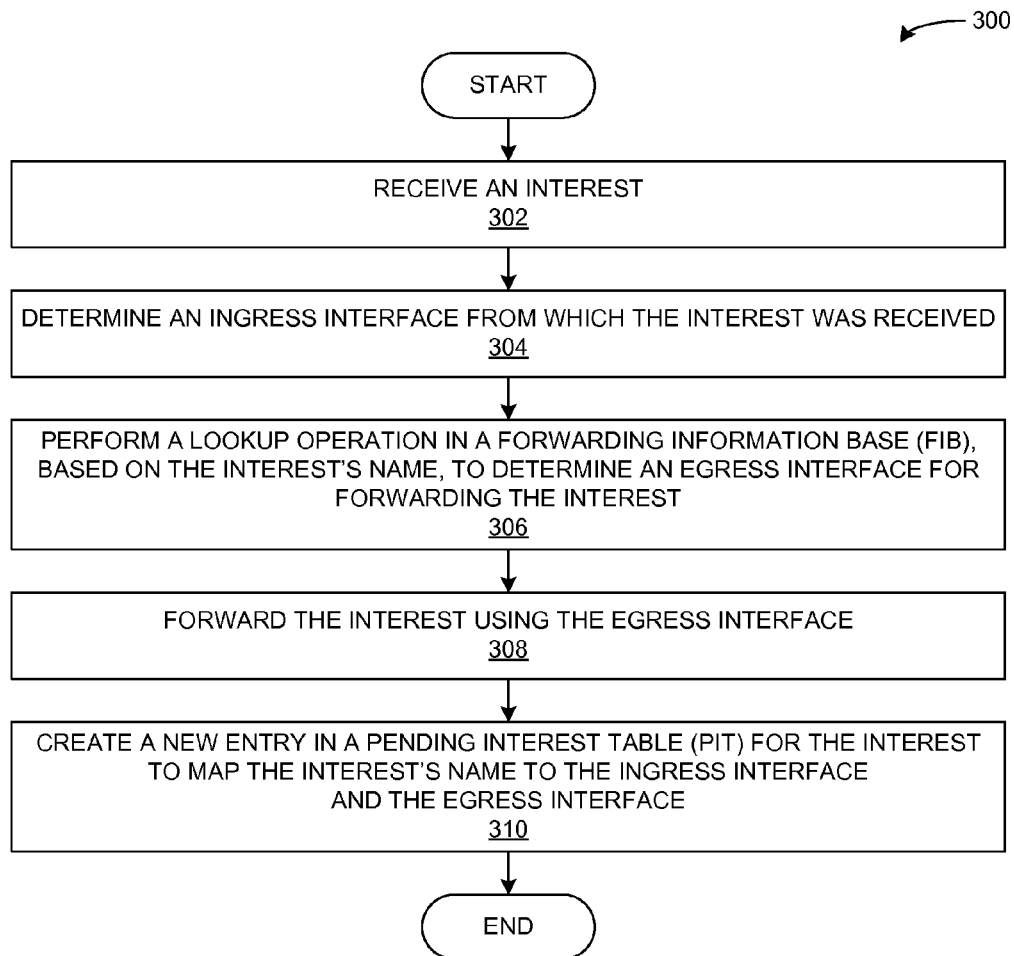 300
START
RECEIVE AN INTEREST
302
DETERMINE AN INGRESS INTERFACE FROM WHICH THE INTEREST WAS RECEIVED
304
PERFORM A LOOKUP OPERATION IN A FORWARDING INFORMATION BASE (FIB),
BASED ON THE INTEREST'S NAME, TO DETERMINE AN EGRESS INTERFACE FOR
FORWARDING THE INTEREST
306
FORWARD THE INTEREST USING THE EGRESS INTERFACE
308
CREATE A NEW ENTRY IN A PENDING INTEREST TABLE (PIT) FOR THE INTEREST
TO MAP THE INTEREST'S NAME TO THE INGRESS INTERFACE
AND THE EGRESS INTERFACE
310
END